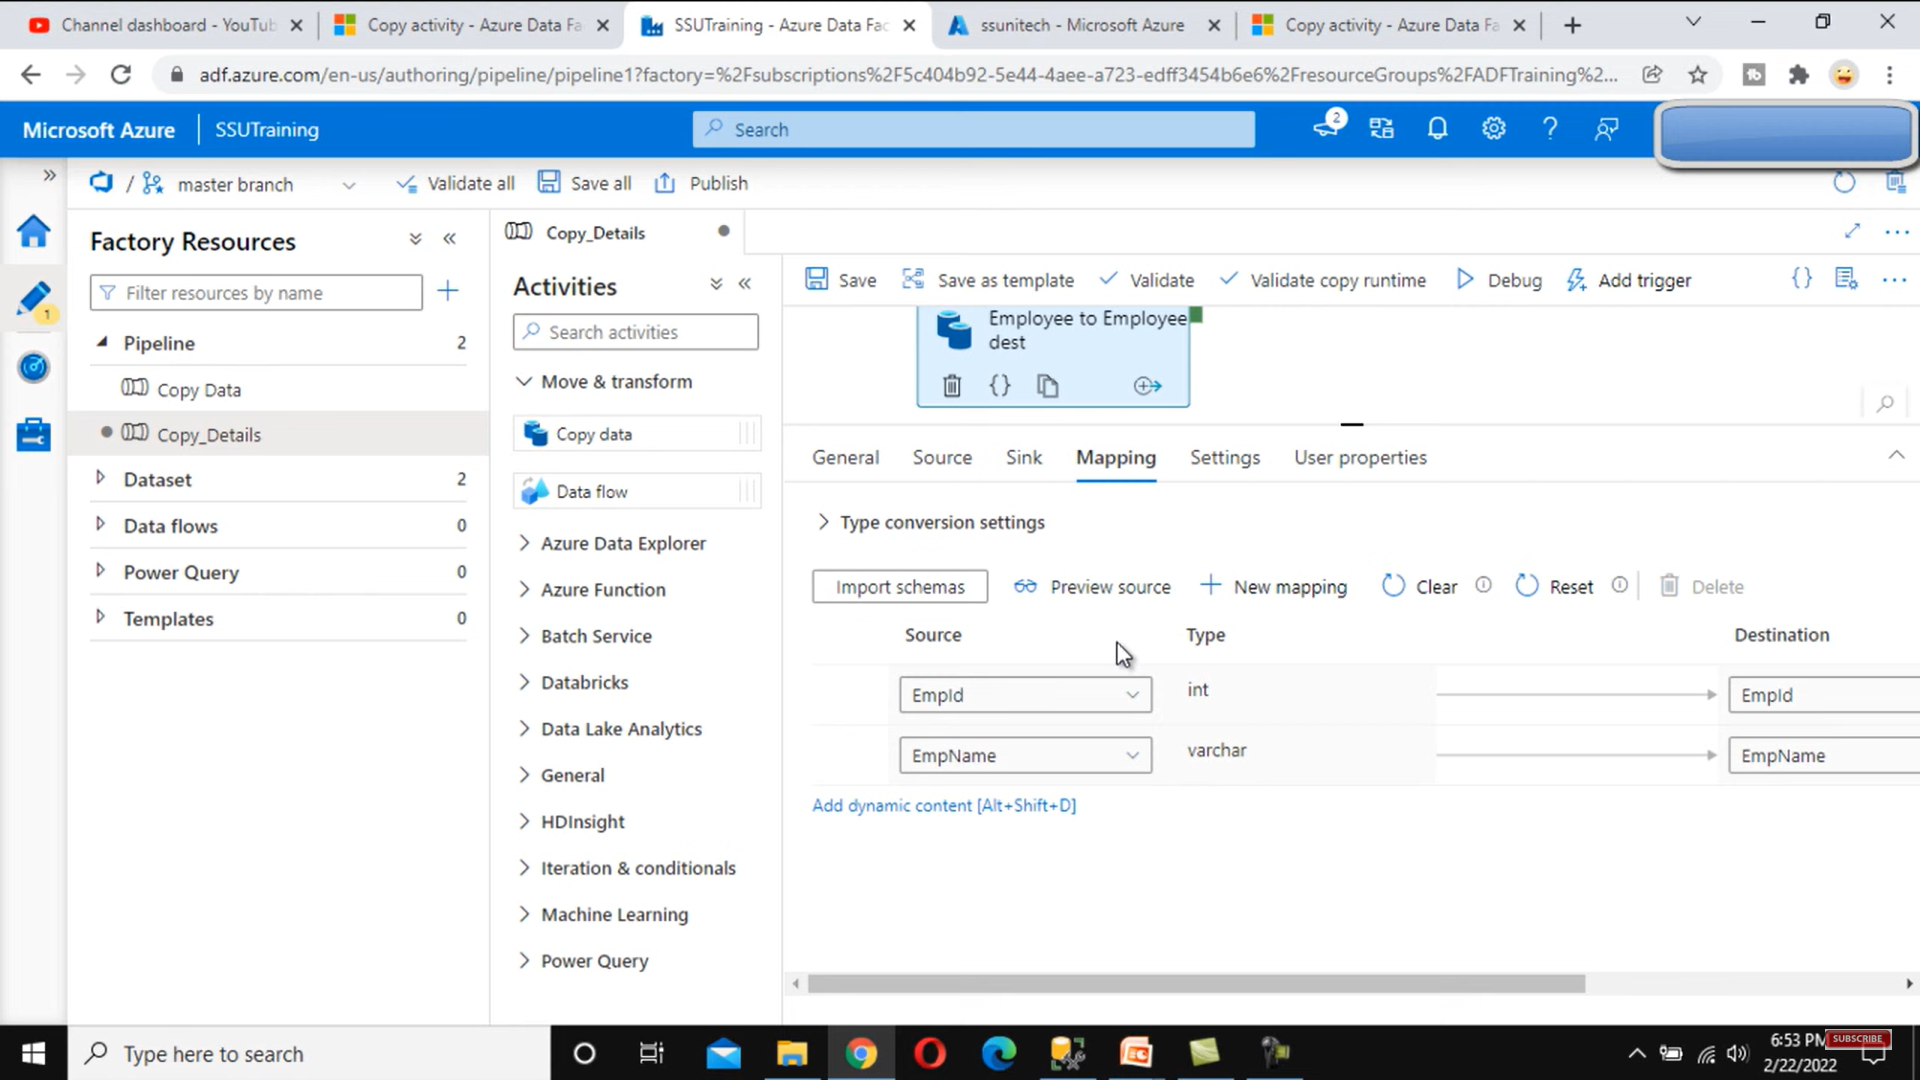 Channel dashboard - YouTub
Copy activity - Azure Data Fa
SSUTraining - Azure Data Fac
ssunitech - Microsoft Azure
Copy activity - Azure Data Fa
adf.azure.com/en-us/authoring/pipeline/pipeline1?factory=%2Fsubscriptions%2F5c404b92-5e44-4aee-a723-edff3454b6e6%2FresourceGroups%2FADFTraining%2...
Microsoft Azure
SSUTraining
Search
2
/ master branch
Validate all
Save all
Publish
Factory Resources
Filter resources by name
1
Pipeline 2
Copy Data
Copy_Details
Dataset 2
Data flows 0
Power Query 0
Templates 0
Copy_Details
Activities
Search activities
Move & transform
Copy data
Data flow
Azure Data Explorer
Azure Function
Batch Service
Databricks
Data Lake Analytics
General
HDInsight
Iteration & conditionals
Machine Learning
Power Query
Save
Save as template
Validate
Validate copy runtime
Debug
Add trigger
Employee to Employee
dest
General Source Sink Mapping Settings User properties
Type conversion settings
Import schemas
Preview source
New mapping
Clear
Reset
Delete
Source Type Destination
EmpId int EmpId
EmpName varchar EmpName
Add dynamic content [Alt+Shift+D]
Type here to search
6:53 PM
SUBSCRIBE
2/22/2022